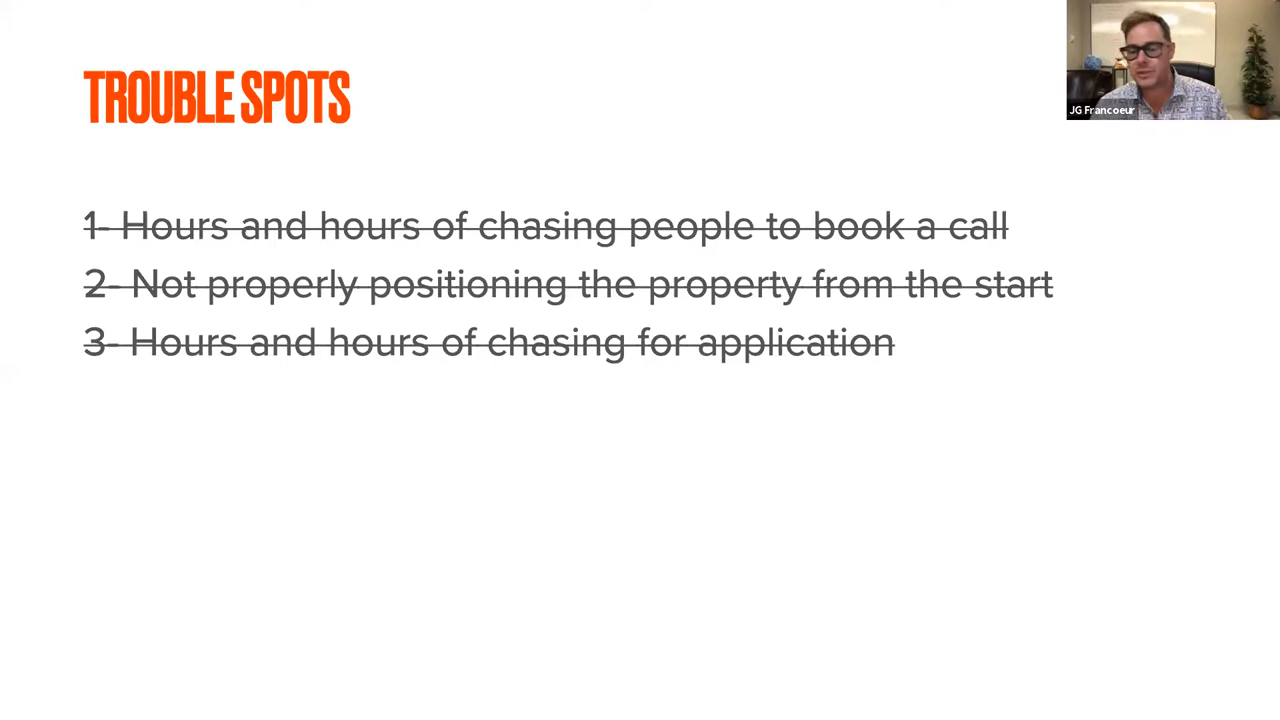 TROUBLE SPOTS
JG Francoeur
1- Hours and hours of chasing people to book a call
2- Not properly positioning the property from the start
3- Hours and hours of chasing for application